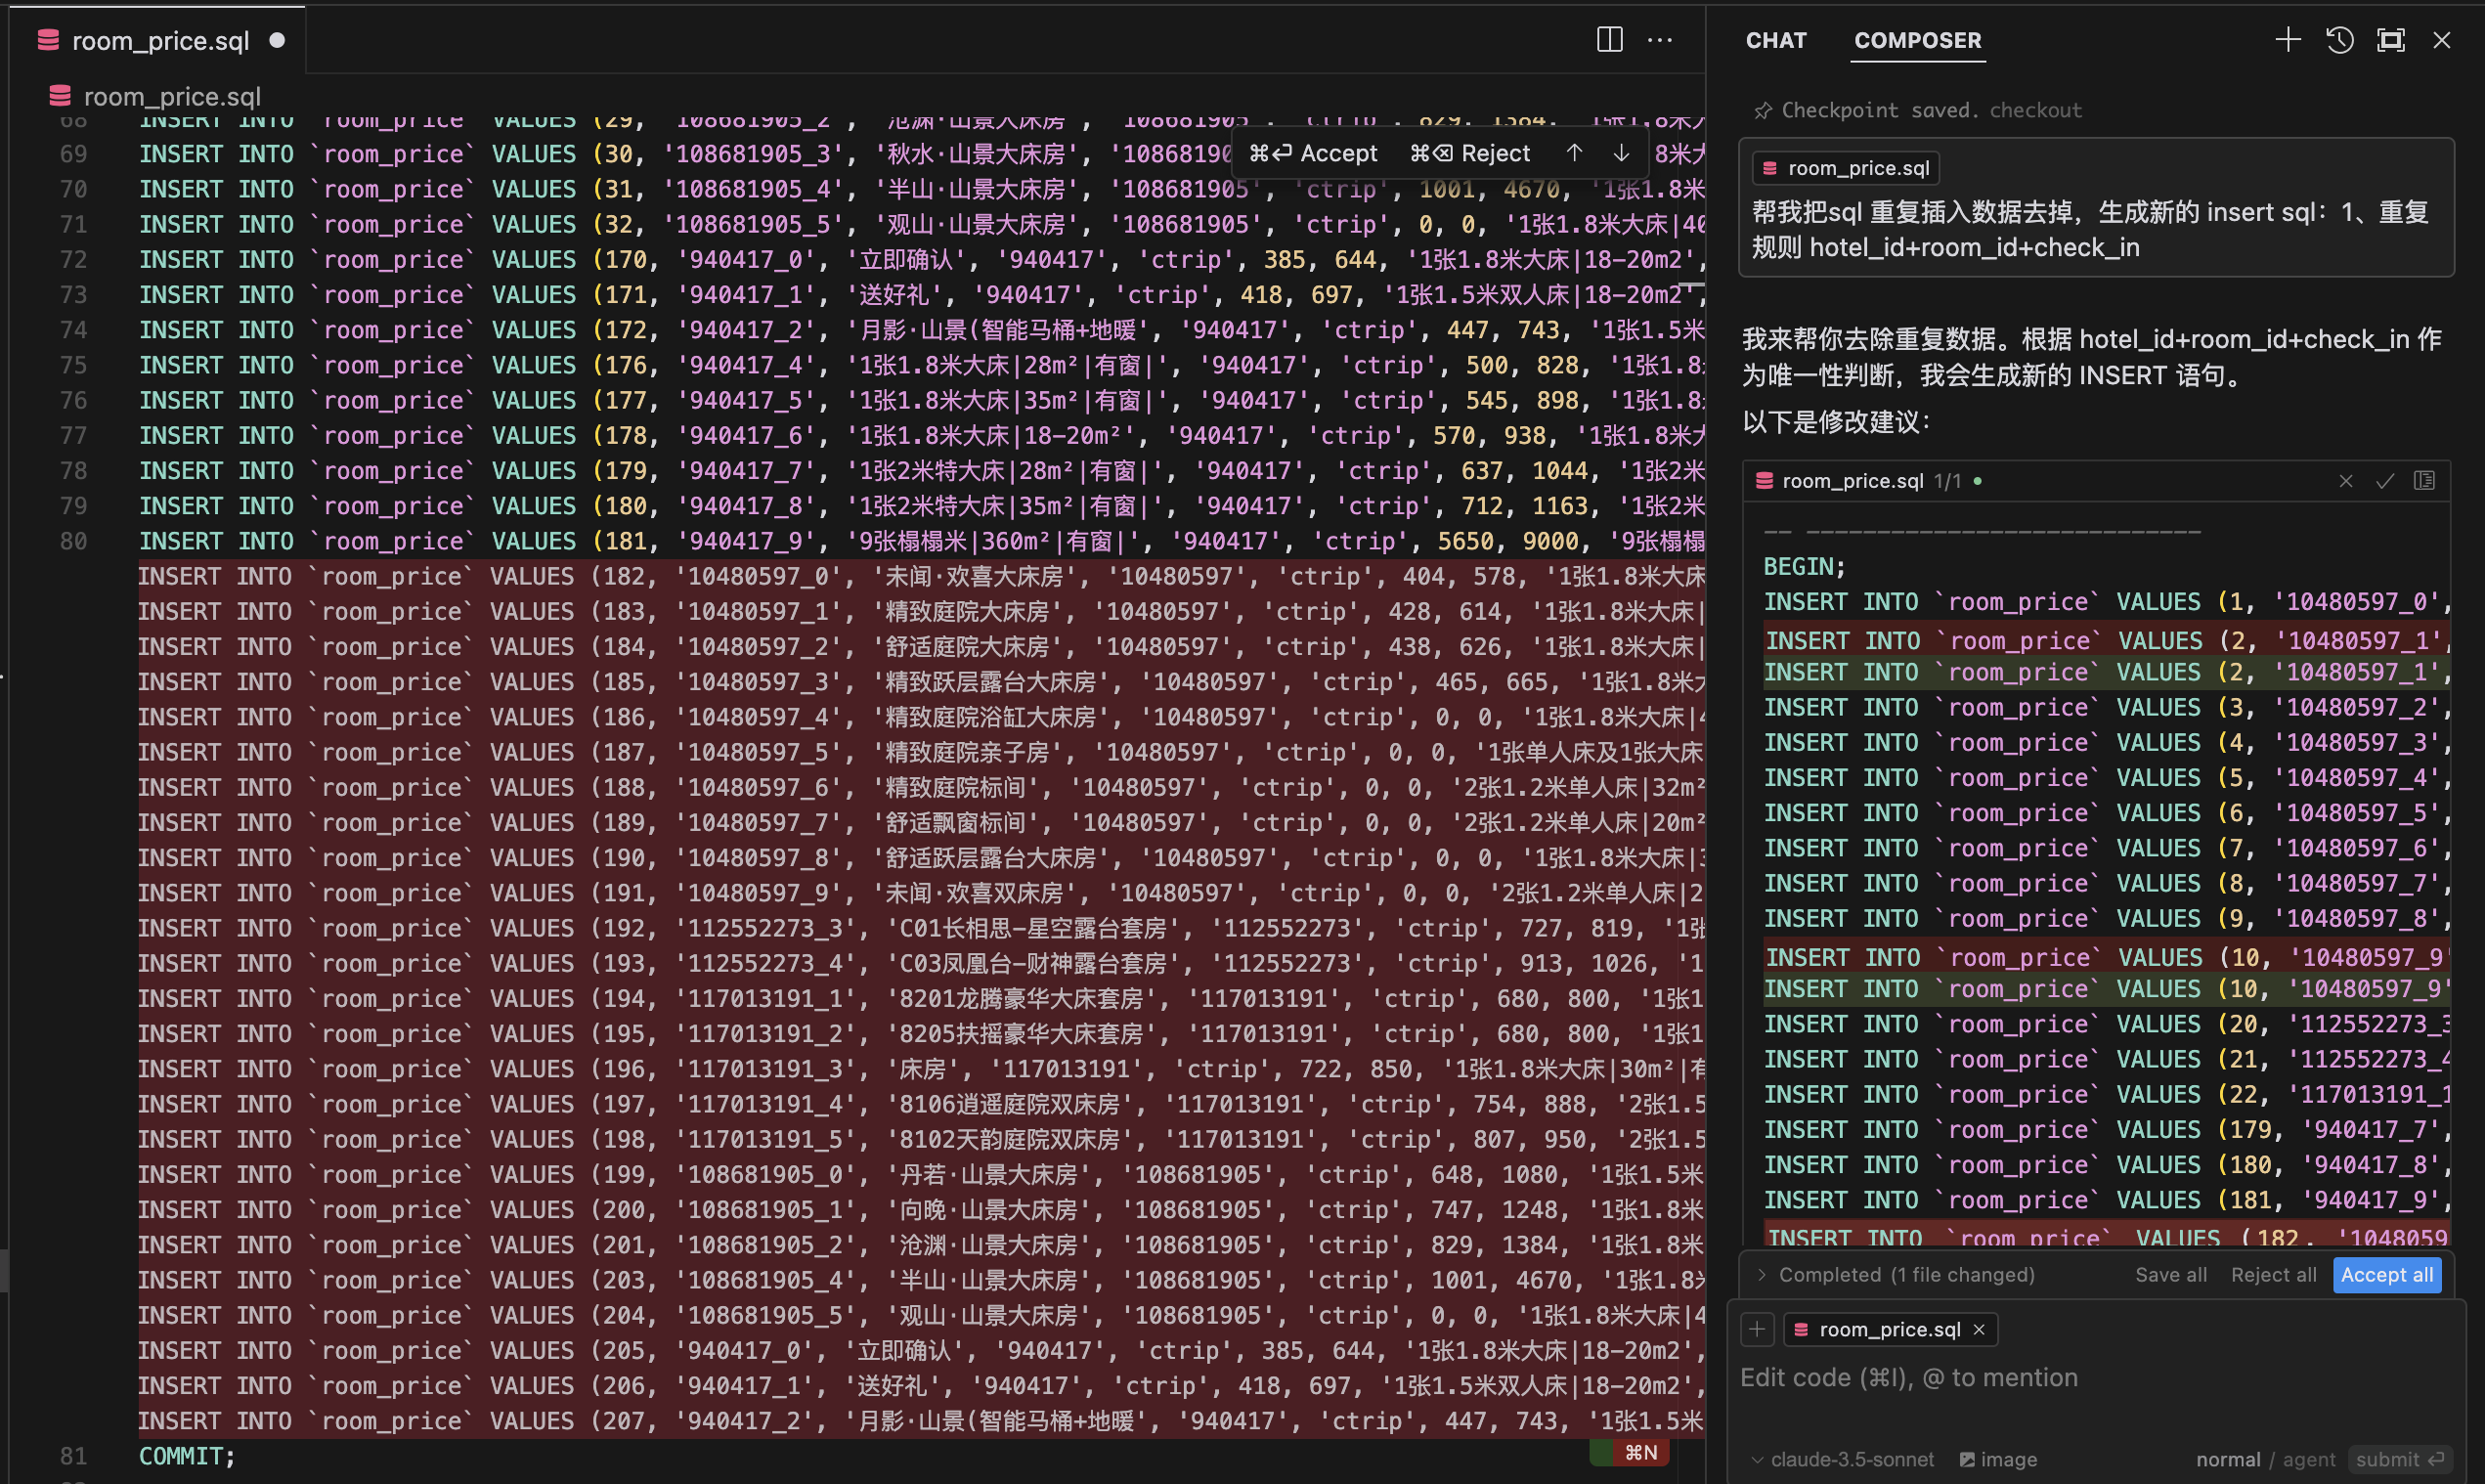 room_price.sql
room_price.sql
68 INSERT INTO `room_price` VALUES (29, '108681905_2', '沧渊·山景大床房', '108681905', 'ctrip', 829, 1384, '1张1.8米
69 INSERT INTO `room_price` VALUES (30, '108681905_3', '秋水·山景大床房', '10868190
⌘⏎ Accept ⌘⌫ Reject ↑ ↓
8米
70 INSERT INTO `room_price` VALUES (31, '108681905_4', '半山·山景大床房', '108681905', 'ctrip', 1001, 4670, '1张1.8米
71 INSERT INTO `room_price` VALUES (32, '108681905_5', '观山·山景大床房', '108681905', 'ctrip', 0, 0, '1张1.8米大床|40
72 INSERT INTO `room_price` VALUES (170, '940417_0', '立即确认', '940417', 'ctrip', 385, 644, '1张1.8米大床|18-20m2',
73 INSERT INTO `room_price` VALUES (171, '940417_1', '送好礼', '940417', 'ctrip', 418, 697, '1张1.5米双人床|18-20m2',
74 INSERT INTO `room_price` VALUES (172, '940417_2', '月影·山景(智能马桶+地暖', '940417', 'ctrip', 447, 743, '1张1.5米
75 INSERT INTO `room_price` VALUES (176, '940417_4', '1张1.8米大床|28m²|有窗|', '940417', 'ctrip', 500, 828, '1张1.8
76 INSERT INTO `room_price` VALUES (177, '940417_5', '1张1.8米大床|35m²|有窗|', '940417', 'ctrip', 545, 898, '1张1.8
77 INSERT INTO `room_price` VALUES (178, '940417_6', '1张1.8米大床|18-20m²', '940417', 'ctrip', 570, 938, '1张1.8米大
78 INSERT INTO `room_price` VALUES (179, '940417_7', '1张2米特大床|28m²|有窗|', '940417', 'ctrip', 637, 1044, '1张2米
79 INSERT INTO `room_price` VALUES (180, '940417_8', '1张2米特大床|35m²|有窗|', '940417', 'ctrip', 712, 1163, '1张2米
80 INSERT INTO `room_price` VALUES (181, '940417_9', '9张榻榻米|360m²|有窗|', '940417', 'ctrip', 5650, 9000, '9张榻榻
INSERT INTO `room_price` VALUES (182, '10480597_0', '未闻·欢喜大床房', '10480597', 'ctrip', 404, 578, '1张1.8米大床
INSERT INTO `room_price` VALUES (183, '10480597_1', '精致庭院大床房', '10480597', 'ctrip', 428, 614, '1张1.8米大床|
INSERT INTO `room_price` VALUES (184, '10480597_2', '舒适庭院大床房', '10480597', 'ctrip', 438, 626, '1张1.8米大床|
INSERT INTO `room_price` VALUES (185, '10480597_3', '精致跃层露台大床房', '10480597', 'ctrip', 465, 665, '1张1.8米大
INSERT INTO `room_price` VALUES (186, '10480597_4', '精致庭院浴缸大床房', '10480597', 'ctrip', 0, 0, '1张1.8米大床|4
INSERT INTO `room_price` VALUES (187, '10480597_5', '精致庭院亲子房', '10480597', 'ctrip', 0, 0, '1张单人床及1张大床
INSERT INTO `room_price` VALUES (188, '10480597_6', '精致庭院标间', '10480597', 'ctrip', 0, 0, '2张1.2米单人床|32m²
INSERT INTO `room_price` VALUES (189, '10480597_7', '舒适飘窗标间', '10480597', 'ctrip', 0, 0, '2张1.2米单人床|20m²
INSERT INTO `room_price` VALUES (190, '10480597_8', '舒适跃层露台大床房', '10480597', 'ctrip', 0, 0, '1张1.8米大床|3
INSERT INTO `room_price` VALUES (191, '10480597_9', '未闻·欢喜双床房', '10480597', 'ctrip', 0, 0, '2张1.2米单人床|2
INSERT INTO `room_price` VALUES (192, '112552273_3', 'C01长相思-星空露台套房', '112552273', 'ctrip', 727, 819, '1张
INSERT INTO `room_price` VALUES (193, '112552273_4', 'C03凤凰台-财神露台套房', '112552273', 'ctrip', 913, 1026, '1
INSERT INTO `room_price` VALUES (194, '117013191_1', '8201龙腾豪华大床套房', '117013191', 'ctrip', 680, 800, '1张1
INSERT INTO `room_price` VALUES (195, '117013191_2', '8205扶摇豪华大床套房', '117013191', 'ctrip', 680, 800, '1张1
INSERT INTO `room_price` VALUES (196, '117013191_3', '床房', '117013191', 'ctrip', 722, 850, '1张1.8米大床|30m²|有
INSERT INTO `room_price` VALUES (197, '117013191_4', '8106逍遥庭院双床房', '117013191', 'ctrip', 754, 888, '2张1.5
INSERT INTO `room_price` VALUES (198, '117013191_5', '8102天韵庭院双床房', '117013191', 'ctrip', 807, 950, '2张1.5
INSERT INTO `room_price` VALUES (199, '108681905_0', '丹若·山景大床房', '108681905', 'ctrip', 648, 1080, '1张1.5米
INSERT INTO `room_price` VALUES (200, '108681905_1', '向晚·山景大床房', '108681905', 'ctrip', 747, 1248, '1张1.8米
INSERT INTO `room_price` VALUES (201, '108681905_2', '沧渊·山景大床房', '108681905', 'ctrip', 829, 1384, '1张1.8米
INSERT INTO `room_price` VALUES (203, '108681905_4', '半山·山景大床房', '108681905', 'ctrip', 1001, 4670, '1张1.8米
INSERT INTO `room_price` VALUES (204, '108681905_5', '观山·山景大床房', '108681905', 'ctrip', 0, 0, '1张1.8米大床|4
INSERT INTO `room_price` VALUES (205, '940417_0', '立即确认', '940417', 'ctrip', 385, 644, '1张1.8米大床|18-20m2',
INSERT INTO `room_price` VALUES (206, '940417_1', '送好礼', '940417', 'ctrip', 418, 697, '1张1.5米双人床|18-20m2',
INSERT INTO `room_price` VALUES (207, '940417_2', '月影·山景(智能马桶+地暖', '940417', 'ctrip', 447, 743, '1张1.5米
81 COMMIT;
⌘N
CHAT COMPOSER
Checkpoint saved. checkout
room_price.sql
帮我把sql 重复插入数据去掉，生成新的 insert sql：1、重复
规则 hotel_id+room_id+check_in
我来帮你去除重复数据。根据 hotel_id+room_id+check_in 作
为唯一性判断，我会生成新的 INSERT 语句。
以下是修改建议：
room_price.sql 1/1
-- ----------------------------
BEGIN;
INSERT INTO `room_price` VALUES (1, '10480597_0',
INSERT INTO `room_price` VALUES (2, '10480597_1',
INSERT INTO `room_price` VALUES (2, '10480597_1',
INSERT INTO `room_price` VALUES (3, '10480597_2',
INSERT INTO `room_price` VALUES (4, '10480597_3',
INSERT INTO `room_price` VALUES (5, '10480597_4',
INSERT INTO `room_price` VALUES (6, '10480597_5',
INSERT INTO `room_price` VALUES (7, '10480597_6',
INSERT INTO `room_price` VALUES (8, '10480597_7',
INSERT INTO `room_price` VALUES (9, '10480597_8',
INSERT INTO `room_price` VALUES (10, '10480597_9'
INSERT INTO `room_price` VALUES (10, '10480597_9'
INSERT INTO `room_price` VALUES (20, '112552273_3
INSERT INTO `room_price` VALUES (21, '112552273_4
INSERT INTO `room_price` VALUES (22, '117013191_1
INSERT INTO `room_price` VALUES (179, '940417_7',
INSERT INTO `room_price` VALUES (180, '940417_8',
INSERT INTO `room_price` VALUES (181, '940417_9',
INSERT INTO `room_price` VALUES (182, '1048059
Completed (1 file changed) Save all Reject all Accept all
room_price.sql
Edit code (⌘I), @ to mention
claude-3.5-sonnet image normal / agent submit ⏎